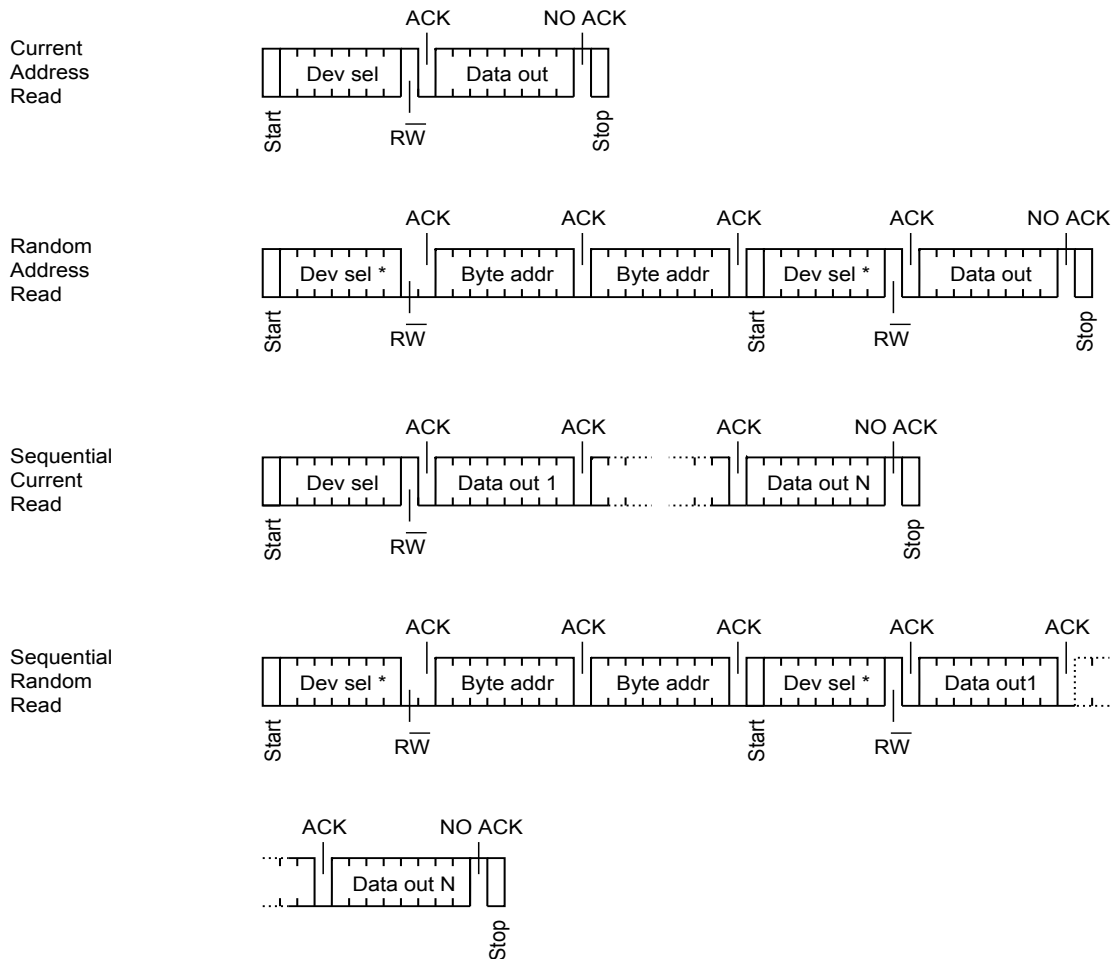 ACK NO ACK
Current
Address
Read
Dev sel Data out
Start RW Stop
ACK ACK ACK ACK NO ACK
Random
Address
Read
Dev sel * Byte addr Byte addr Dev sel * Data out
Start RW Start RW Stop
ACK ACK ACK NO ACK
Sequential
Current
Read
Dev sel Data out 1 Data out N
Start RW Stop
ACK ACK ACK ACK ACK
Sequential
Random
Read
Dev sel * Byte addr Byte addr Dev sel * Data out1
Start RW Start RW
ACK NO ACK
Data out N
Stop